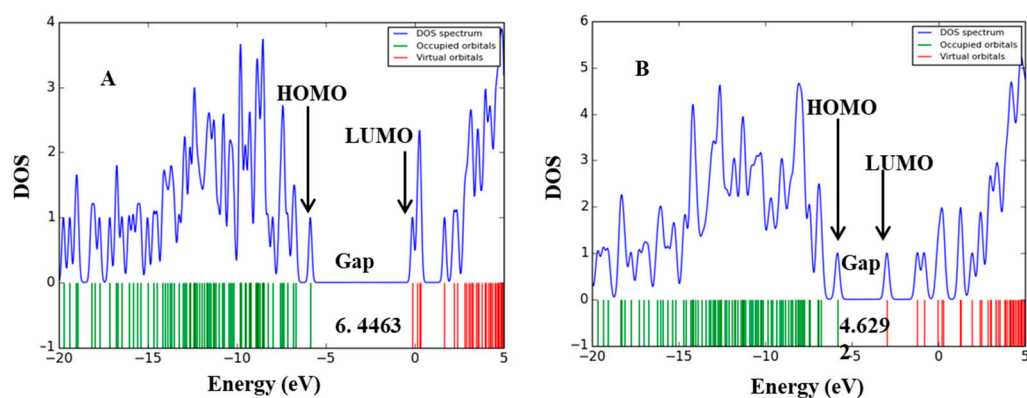 A
DOS spectrum
Occupied orbitals
Virtual orbitals
HOMO
LUMO
Gap
6. 4463
DOS
4
3
2
1
0
−1
−20 −15 −10 −5 0 5
Energy (eV)
B
DOS spectrum
Occupied orbitals
Virtual orbitals
HOMO
LUMO
Gap
4.629
2
DOS
6
5
4
3
2
1
0
−1
−20 −15 −10 −5 0 5
Energy (eV)